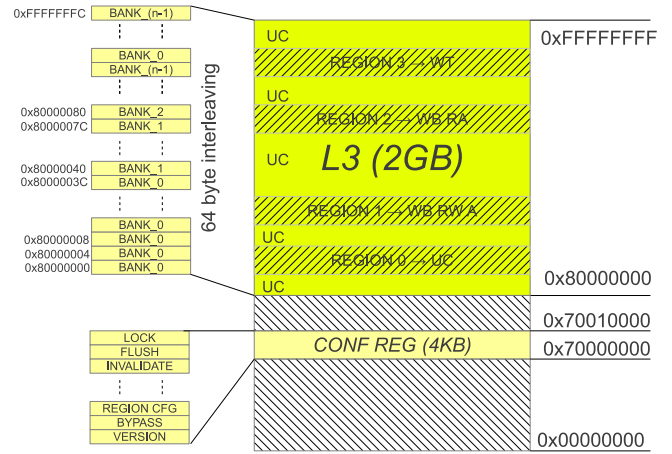 0xFFFFFFFC
BANK_(n-1)
BANK_0
BANK_(n-1)
0x80000080
BANK_2
0x8000007C
BANK_1
0x80000040
BANK_1
0x8000003C
BANK_0
BANK_0
0x80000008
BANK_0
0x80000004
BANK_0
0x80000000
BANK_0
64 byte interleaving
UC
REGION 3 → WT
UC
REGION 2 → WB RA
UC
L3 (2GB)
REGION 1 → WB RW A
UC
REGION 0 → UC
UC
0xFFFFFFFF
0x80000000
0x70010000
0x70000000
0x00000000
LOCK
FLUSH
INVALIDATE
REGION CFG
BYPASS
VERSION
CONF REG (4KB)